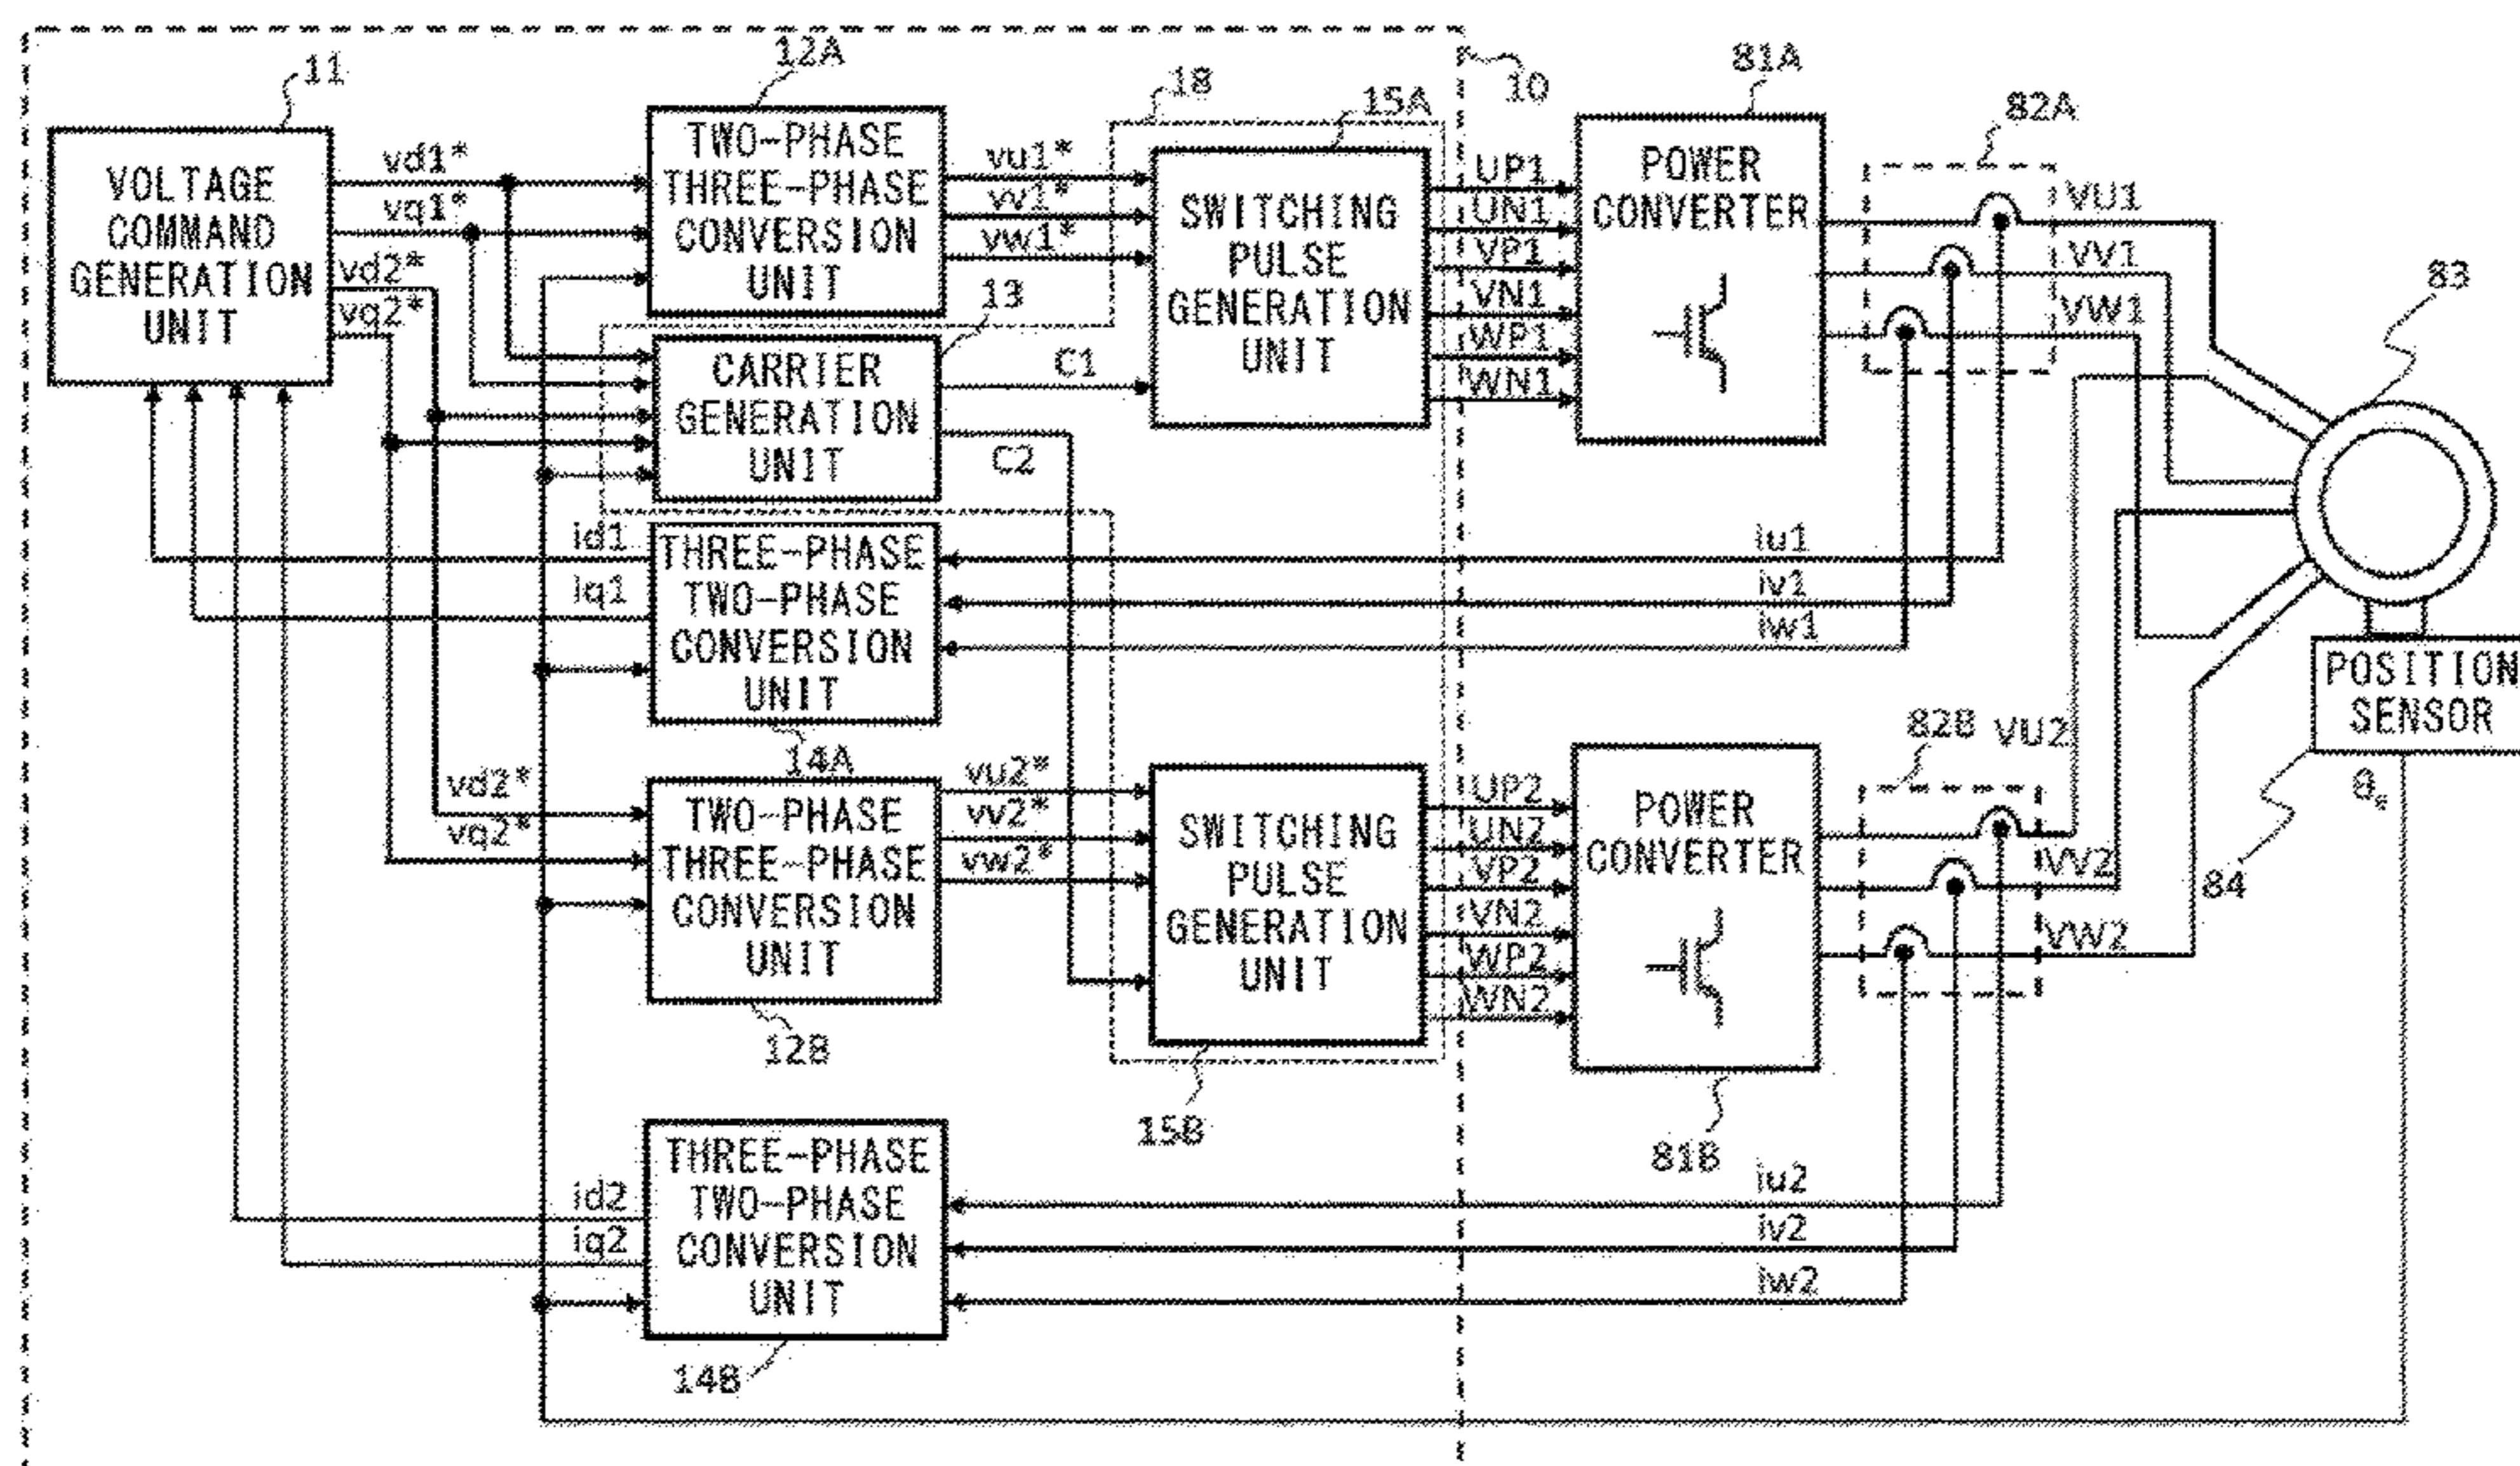 11
12A
18
15A
10
81A
82A
VOLTAGE
COMMAND
GENERATION
UNIT
vd1*
vq1*
vd2*
vq2*
TWO-PHASE
THREE-PHASE
CONVERSION
UNIT
vu1*
vv1*
vw1*
SWITCHING
PULSE
GENERATION
UNIT
UP1
UN1
VP1
VN1
WP1
WN1
POWER
CONVERTER
VU1
VV1
VW1
83
13
CARRIER
GENERATION
UNIT
C1
C2
id1
iq1
THREE-PHASE
TWO-PHASE
CONVERSION
UNIT
14A
iu1
iv1
iw1
POSITION
SENSOR
θe
84
vd2*
vq2*
TWO-PHASE
THREE-PHASE
CONVERSION
UNIT
12B
vu2*
vv2*
vw2*
SWITCHING
PULSE
GENERATION
UNIT
15B
UP2
UN2
VP2
VN2
WP2
WN2
POWER
CONVERTER
81B
82B
VU2
VV2
VW2
id2
iq2
THREE-PHASE
TWO-PHASE
CONVERSION
UNIT
14B
iu2
iv2
iw2